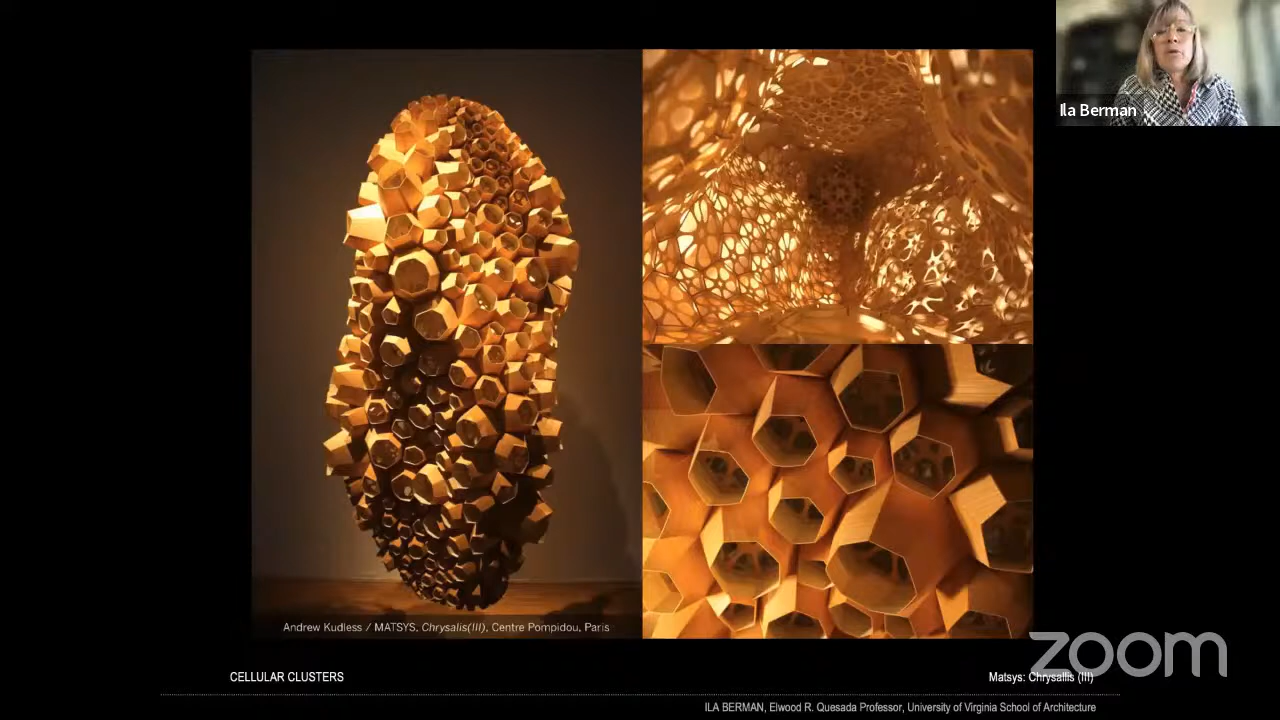 Ila Berman
Andrew Kudless / MATSYS, Chrysalis(III), Centre Pompidou, Paris
CELLULAR CLUSTERS
Matsys: Chrysallis (III)
zoom
ILA BERMAN, Elwood R. Quesada Professor, University of Virginia School of Architecture